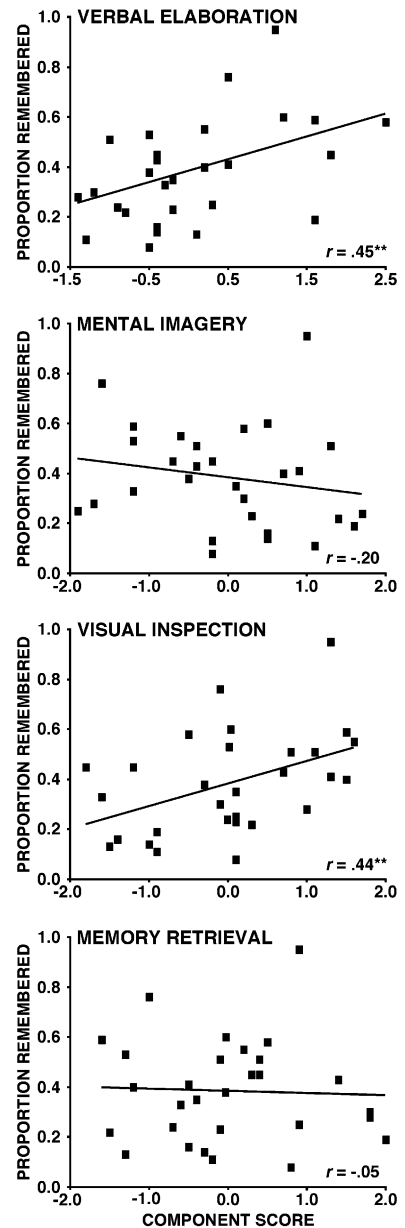 VERBAL ELABORATION
PROPORTION REMEMBERED
1.0
0.8
0.6
0.4
0.2
0.0
r = .45**
-1.5 -0.5 0.5 1.5 2.5
MENTAL IMAGERY
PROPORTION REMEMBERED
1.0
0.8
0.6
0.4
0.2
0.0
r = -.20
-2.0 -1.0 0.0 1.0 2.0
VISUAL INSPECTION
PROPORTION REMEMBERED
1.0
0.8
0.6
0.4
0.2
0.0
r = .44**
-2.0 -1.0 0.0 1.0 2.0
MEMORY RETRIEVAL
PROPORTION REMEMBERED
1.0
0.8
0.6
0.4
0.2
0.0
r = -.05
-2.0 -1.0 0.0 1.0 2.0
COMPONENT SCORE